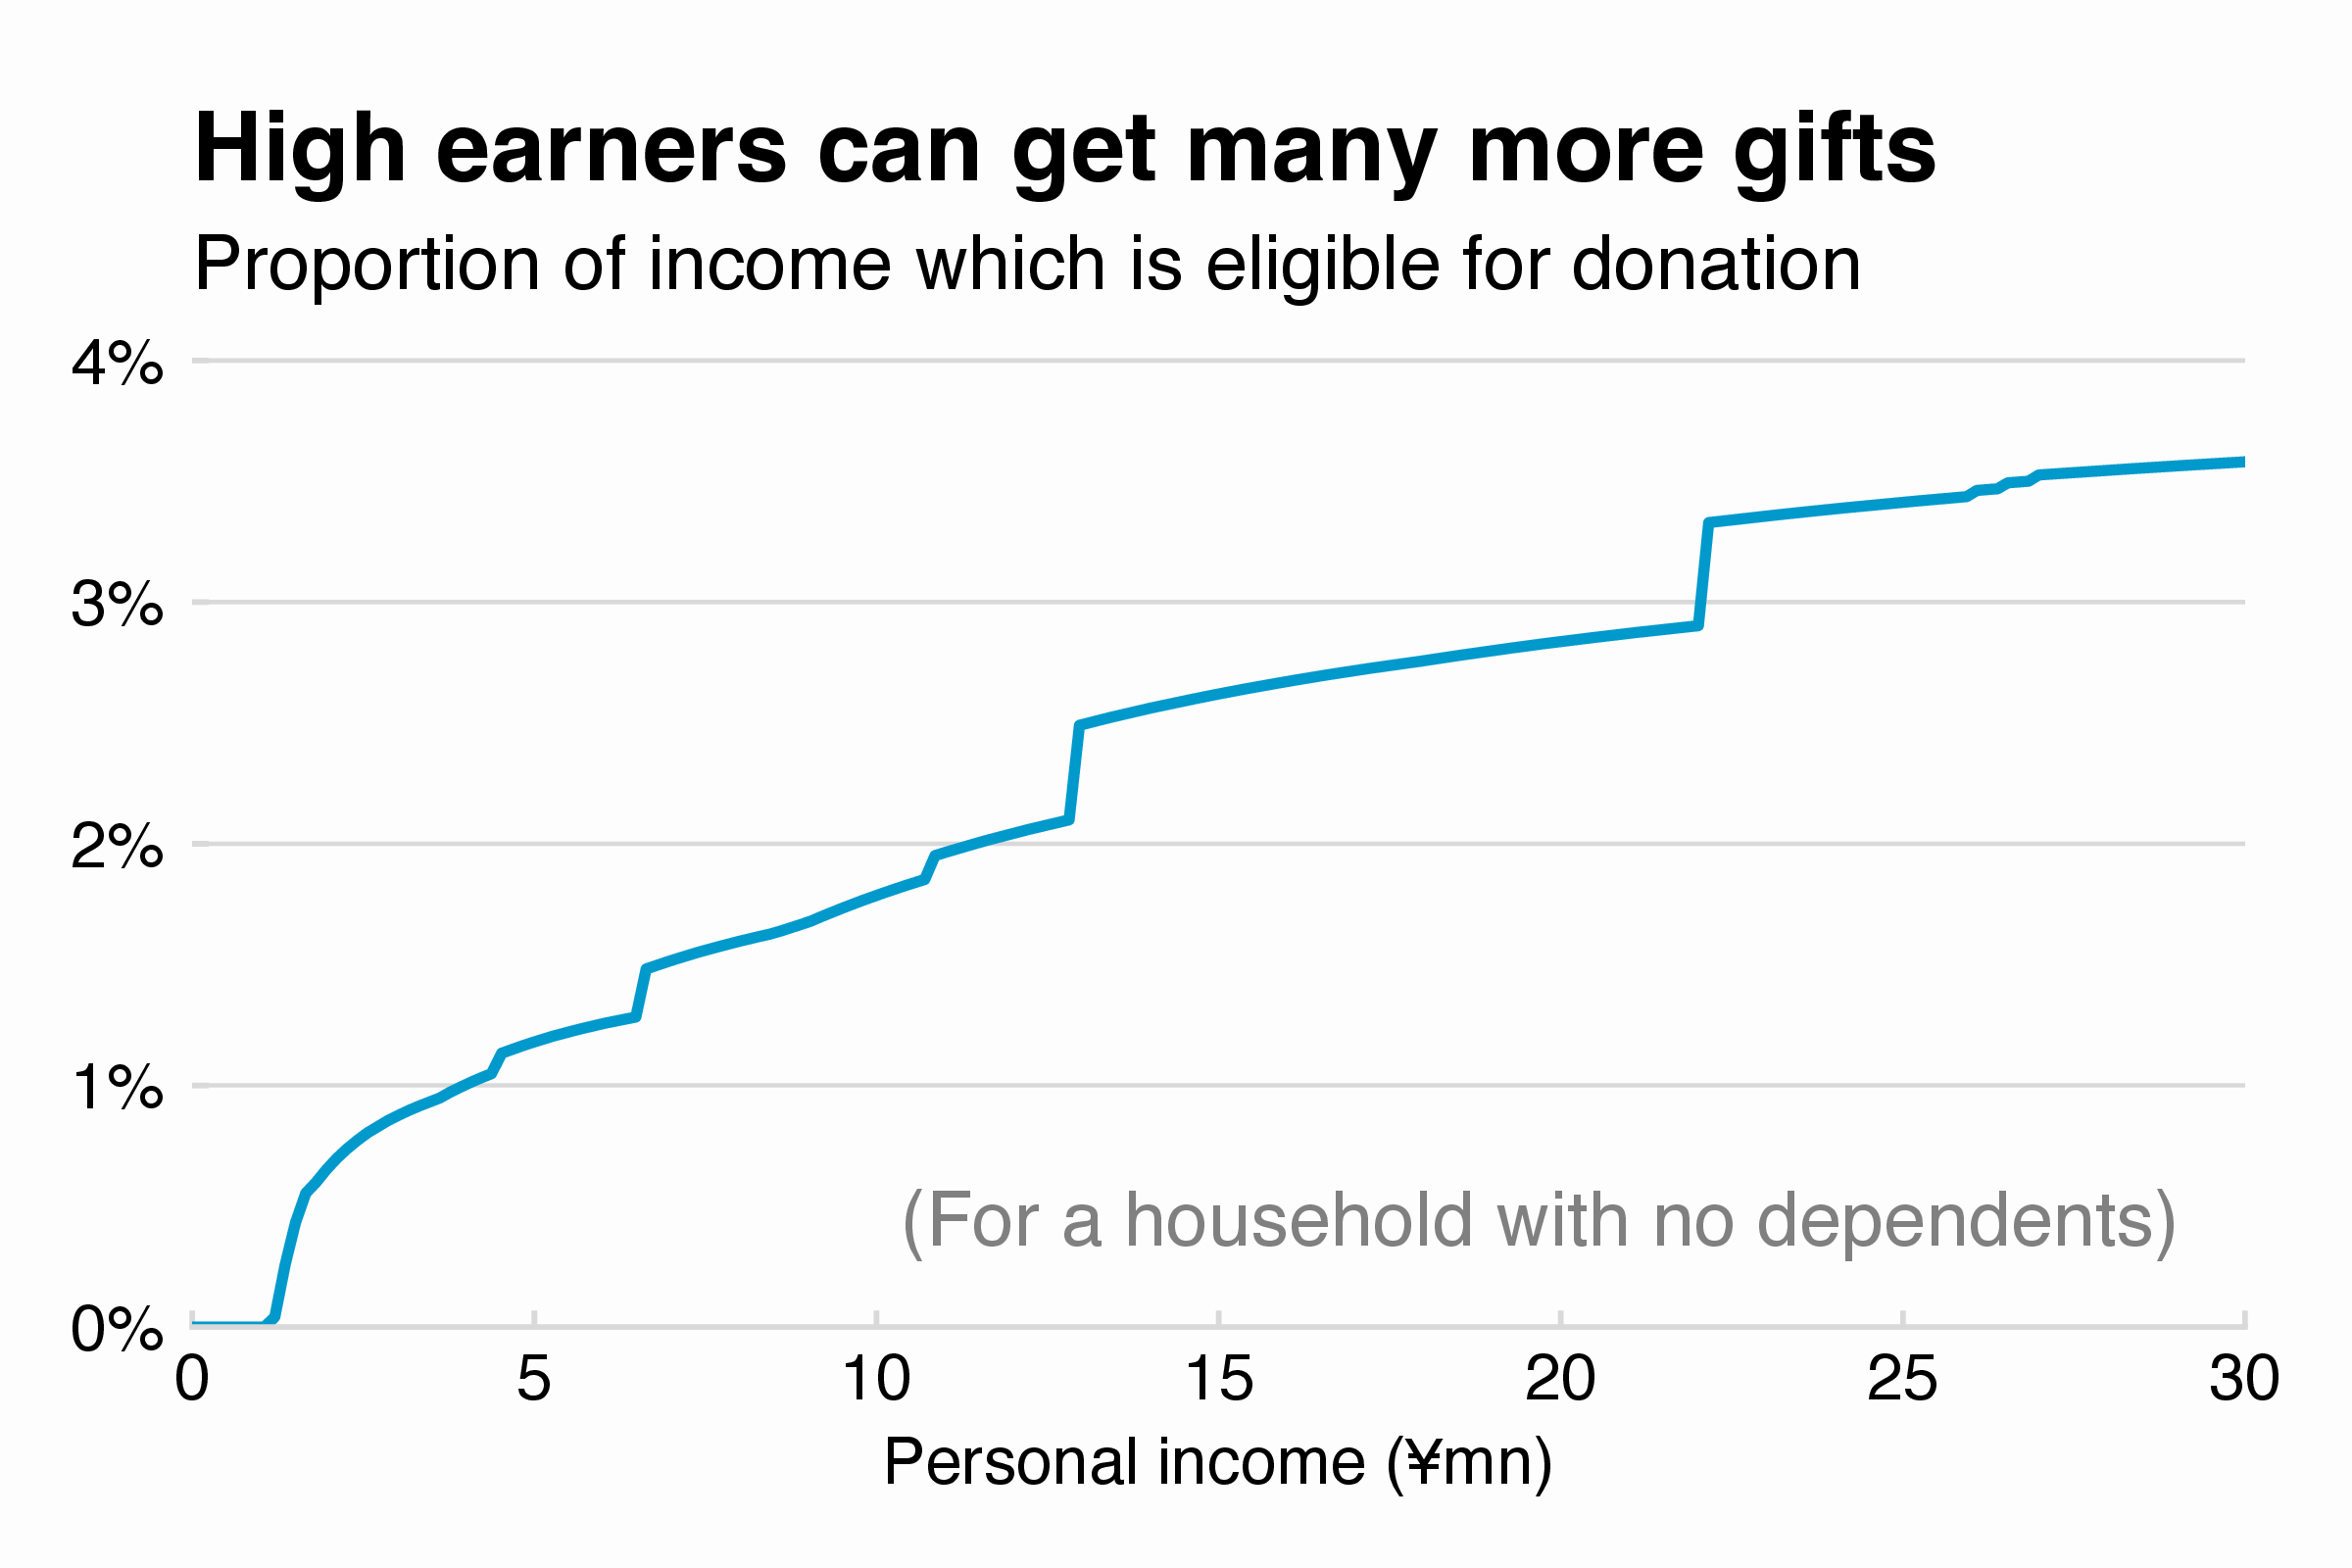 High earners can get many more gifts
Proportion of income which is eligible for donation
4%
3%
2%
1%
(For a household with no dependents)
0%
0 5 10 15 20 25 30
Personal income (¥mn)